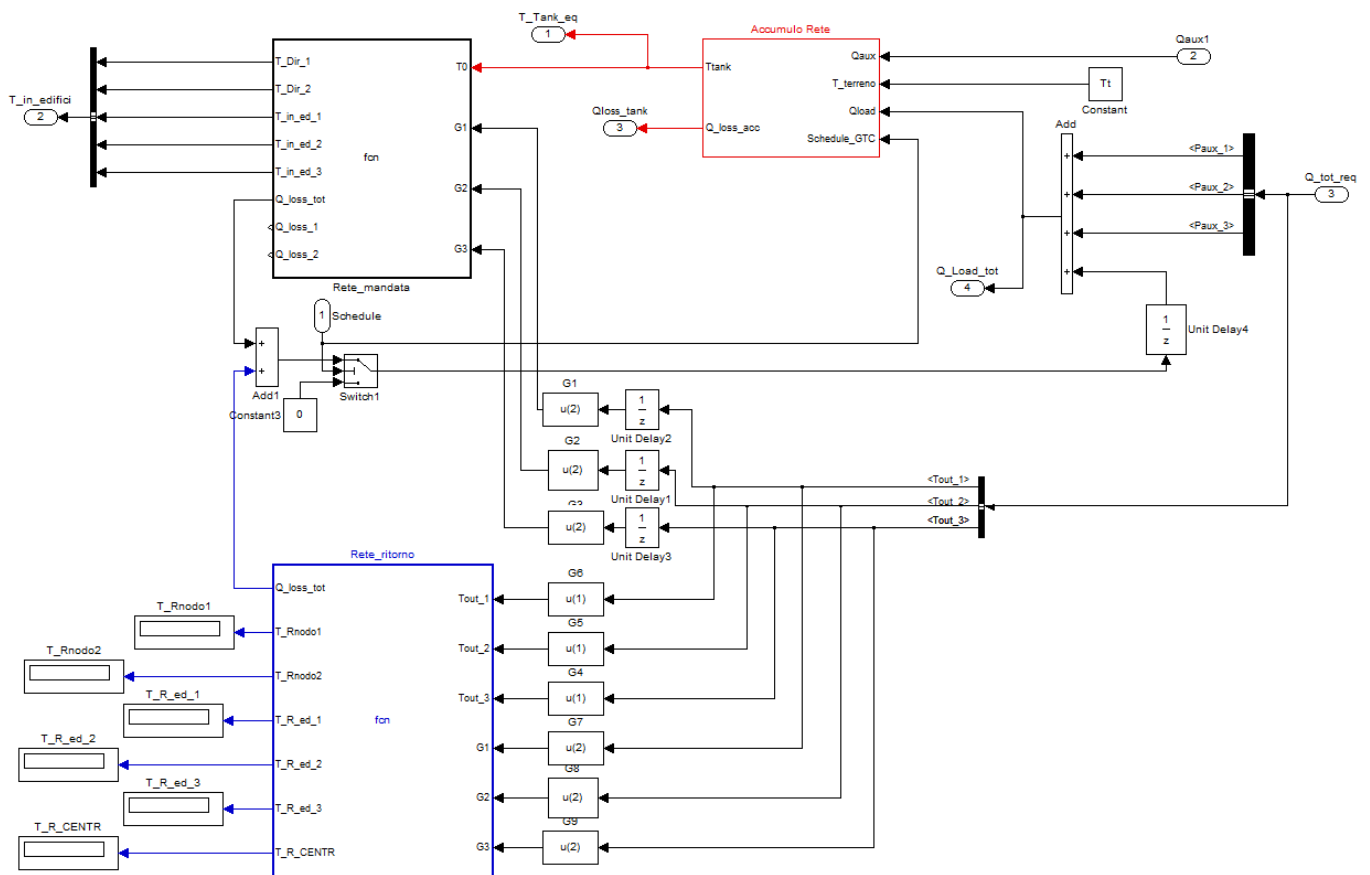 T_Tank_eq
1
Accumulo Rete
Qaux1
2
T_in_edifici
2
T_Dir_1
T_Dir_2
T_in_ed_1
T_in_ed_2
T_in_ed_3
Q_loss_tot
Q_loss_1
Q_loss_2
fcn
T0
G1
G2
G3
Rete_mandata
Qloss_tank
3
Ttank
Q_loss_acc
Qaux
T_terreno
Qload
Schedule_GTC
Tt
Constant
Add
+
+
+
+
<Paux_1>
<Paux_2>
<Paux_3>
Q_tot_req
3
Q_Load_tot
4
1
z
Unit Delay4
1
Schedule
+
+
Add1
Constant3
0
Switch1
G1
u(2)
1
z
Unit Delay2
G2
u(2)
1
z
Unit Delay1
u(2)
1
z
Unit Delay3
<Tout_1>
<Tout_2>
<Tout_3>
Rete_ritorno
Q_loss_tot
T_Rnodo1
T_Rnodo2
T_R_ed_1
T_R_ed_2
T_R_ed_3
T_R_CENTR
fcn
Tout_1
Tout_2
Tout_3
G1
G2
G3
G6
u(1)
G5
u(1)
G4
u(1)
G7
u(2)
G8
u(2)
G9
u(2)
T_Rnodo1
T_Rnodo2
T_R_ed_1
T_R_ed_2
T_R_ed_3
T_R_CENTR